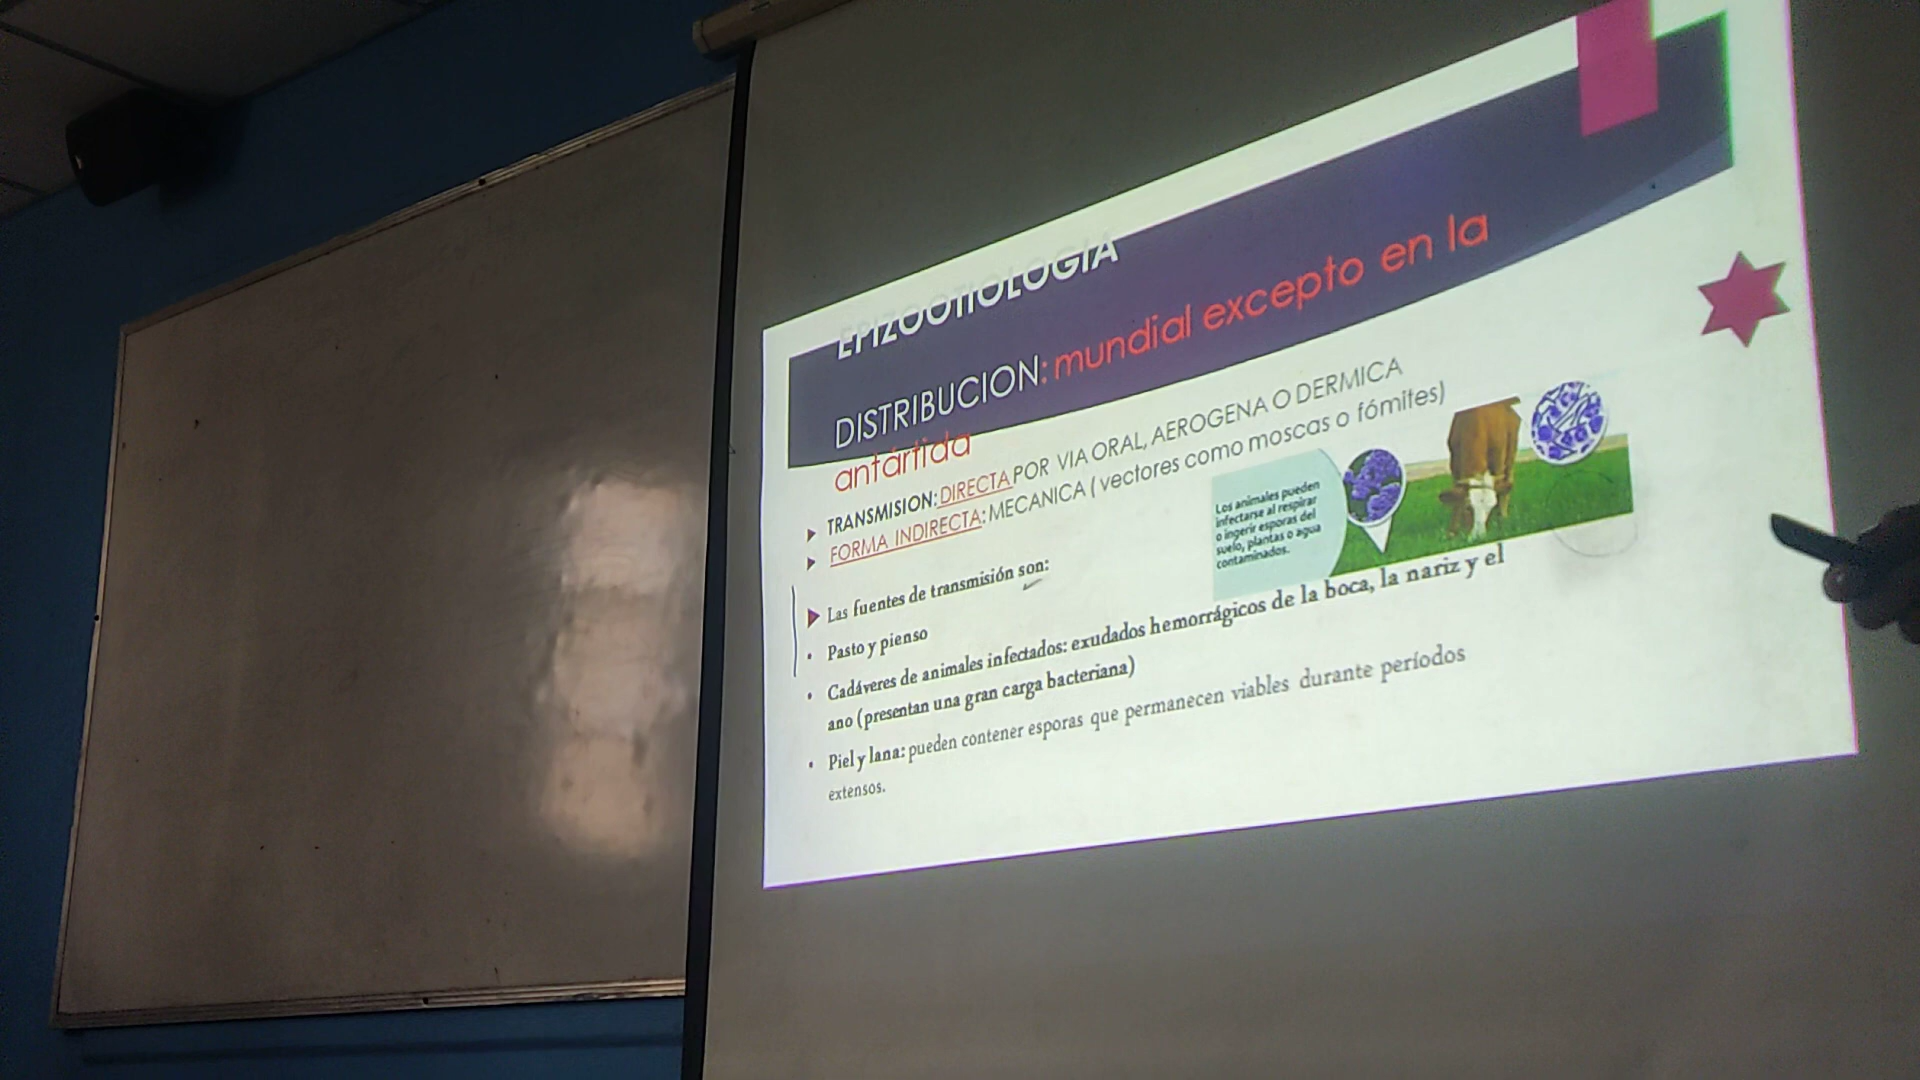 EPIZOOTIOLOGIA
DISTRIBUCION: mundial excepto en la
antártida
TRANSMISION: DIRECTA POR VIA ORAL, AEROGENA O DERMICA
FORMA INDIRECTA: MECANICA ( vectores como moscas o fómites)
Los animales pueden
infectarse al respirar
o ingerir esporas del
suelo, plantas o agua
contaminados.
Las fuentes de transmisión son:
• Pasto y pienso
• Cadáveres de animales infectados: exudados hemorrágicos de la boca, la nariz y el
ano (presentan una gran carga bacteriana)
• Piel y lana: pueden contener esporas que permanecen viables durante períodos
extensos.